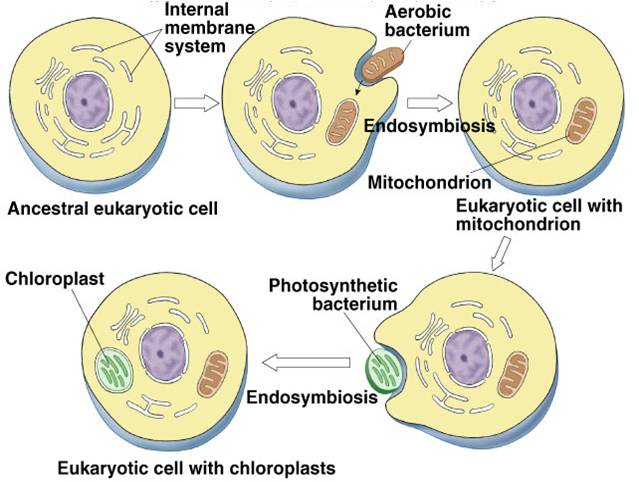 Internal
membrane
system
Aerobic
bacterium
Endosymbiosis
Mitochondrion
Ancestral eukaryotic cell
Eukaryotic cell with
mitochondrion
Chloroplast
Photosynthetic
bacterium
Endosymbiosis
Eukaryotic cell with chloroplasts